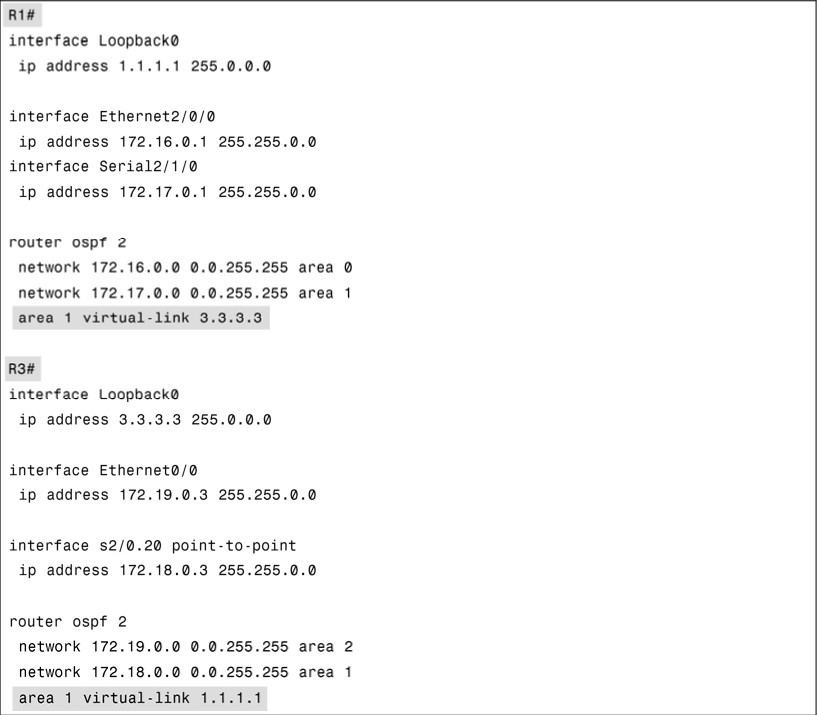 R1#
interface Loopback0
ip address 1.1.1.1 255.0.0.0
interface Ethernet2/0/0
ip address 172.16.0.1 255.255.0.0
interface Serial2/1/0
ip address 172.17.0.1 255.255.0.0
router ospf 2
network 172.16.0.0 0.0.255.255 area 0
network 172.17.0.0 0.0.255.255 area 1
area 1 virtual-link 3.3.3.3
R3#
interface Loopback0
ip address 3.3.3.3 255.0.0.0
interface Ethernet0/0
ip address 172.19.0.3 255.255.0.0
interface s2/0.20 point-to-point
ip address 172.18.0.3 255.255.0.0
router ospf 2
network 172.19.0.0 0.0.255.255 area 2
network 172.18.0.0 0.0.255.255 area 1
area 1 virtual-link 1.1.1.1